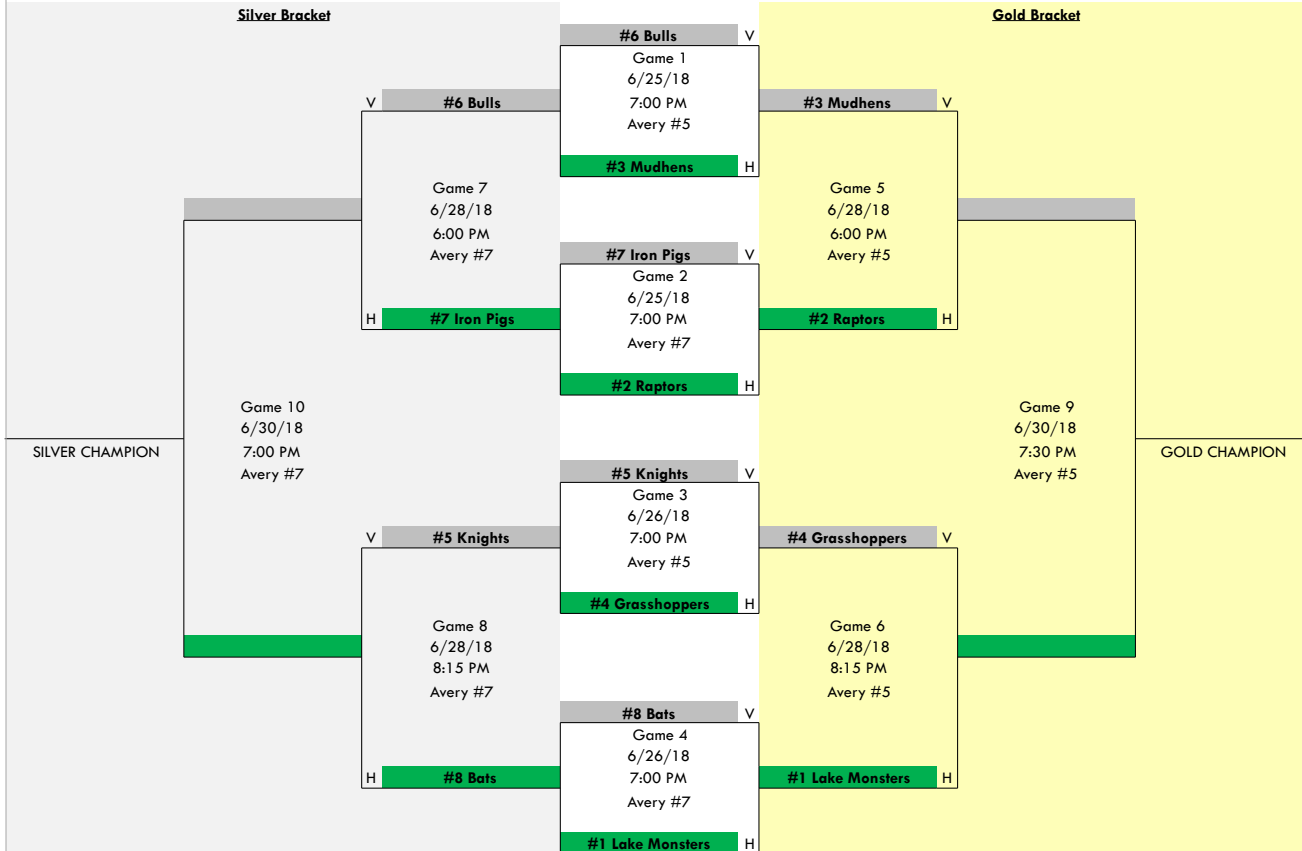 Silver Bracket
Gold Bracket
#6 Bulls V
Game 1
6/25/18
7:00 PM
Avery #5
#3 Mudhens H
V #6 Bulls
Game 7
6/28/18
6:00 PM
Avery #7
H #7 Iron Pigs
#3 Mudhens V
Game 5
6/28/18
6:00 PM
Avery #5
#2 Raptors H
#7 Iron Pigs V
Game 2
6/25/18
7:00 PM
Avery #7
#2 Raptors H
Game 10
6/30/18
7:00 PM
Avery #7
SILVER CHAMPION
Game 9
6/30/18
7:30 PM
Avery #5
GOLD CHAMPION
#5 Knights V
Game 3
6/26/18
7:00 PM
Avery #5
#4 Grasshoppers H
V #5 Knights
Game 8
6/28/18
8:15 PM
Avery #7
H #8 Bats
#4 Grasshoppers V
Game 6
6/28/18
8:15 PM
Avery #5
#1 Lake Monsters H
#8 Bats V
Game 4
6/26/18
7:00 PM
Avery #7
#1 Lake Monsters H